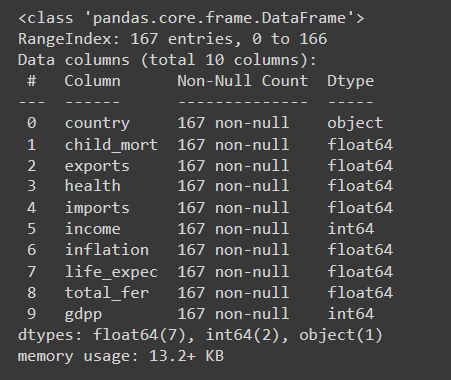 <class 'pandas.core.frame.DataFrame'>
RangeIndex: 167 entries, 0 to 166
Data columns (total 10 columns):
 #   Column      Non-Null Count  Dtype
---  ------      --------------  -----
 0   country     167 non-null    object
 1   child_mort  167 non-null    float64
 2   exports     167 non-null    float64
 3   health      167 non-null    float64
 4   imports     167 non-null    float64
 5   income      167 non-null    int64
 6   inflation   167 non-null    float64
 7   life_expec  167 non-null    float64
 8   total_fer   167 non-null    float64
 9   gdpp        167 non-null    int64
dtypes: float64(7), int64(2), object(1)
memory usage: 13.2+ KB